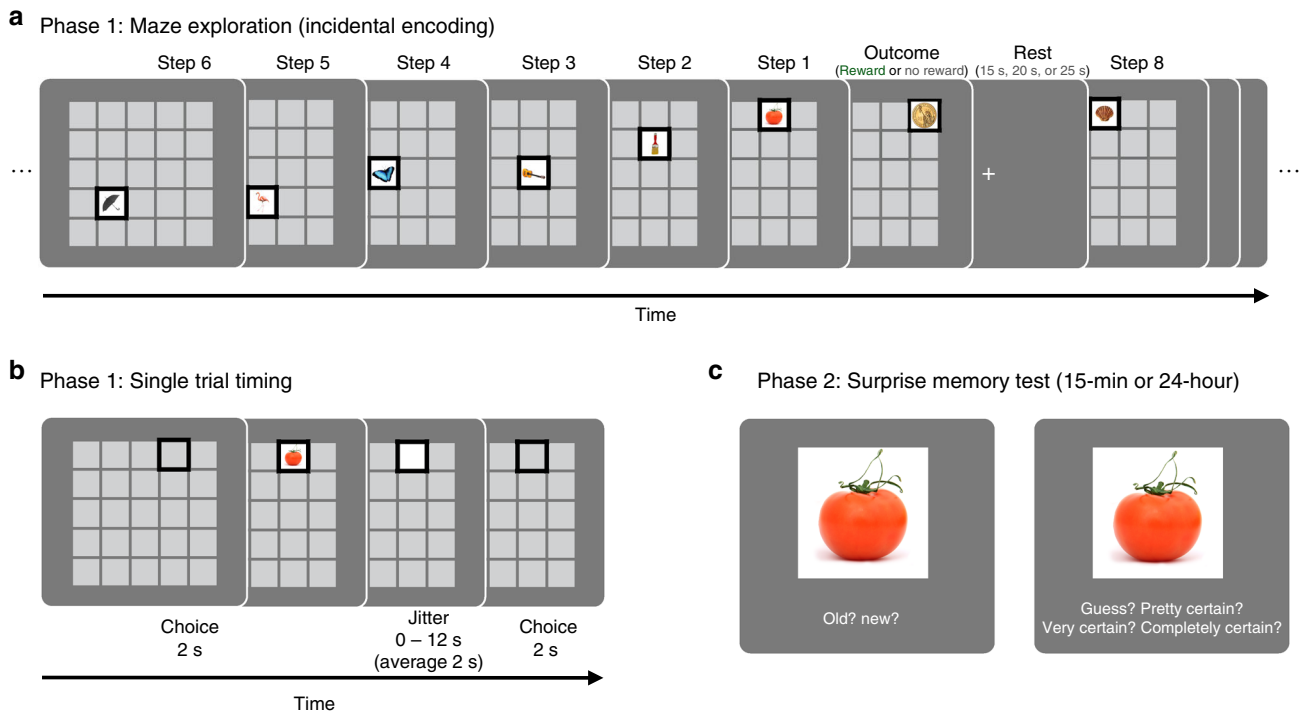 a
Phase 1: Maze exploration (incidental encoding)
Step 6
Step 5
Step 4
Step 3
Step 2
Step 1
Outcome
(Reward or no reward)
Rest
(15 s, 20 s, or 25 s)
Step 8
...
+
...
Time
b
Phase 1: Single trial timing
Choice
2 s
Jitter
0 – 12 s
(average 2 s)
Choice
2 s
Time
c
Phase 2: Surprise memory test (15-min or 24-hour)
Old? new?
Guess? Pretty certain?
Very certain? Completely certain?